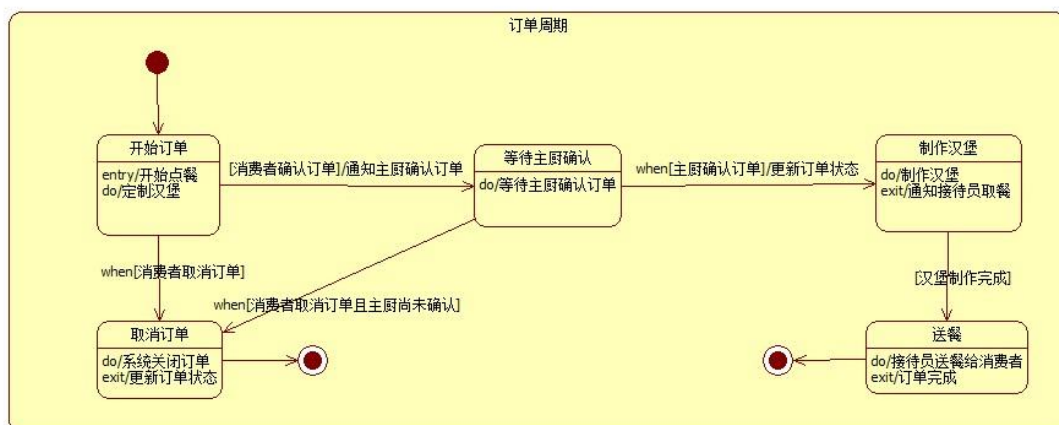 订单周期
开始订单
entry/开始点餐
do/定制汉堡
[消费者确认订单]/通知主厨确认订单
等待主厨确认
do/等待主厨确认订单
when[主厨确认订单]/更新订单状态
制作汉堡
do/制作汉堡
exit/通知接待员取餐
when[消费者取消订单]
when[消费者取消订单且主厨尚未确认]
[汉堡制作完成]
取消订单
do/系统关闭订单
exit/更新订单状态
送餐
do/接待员送餐给消费者
exit/订单完成